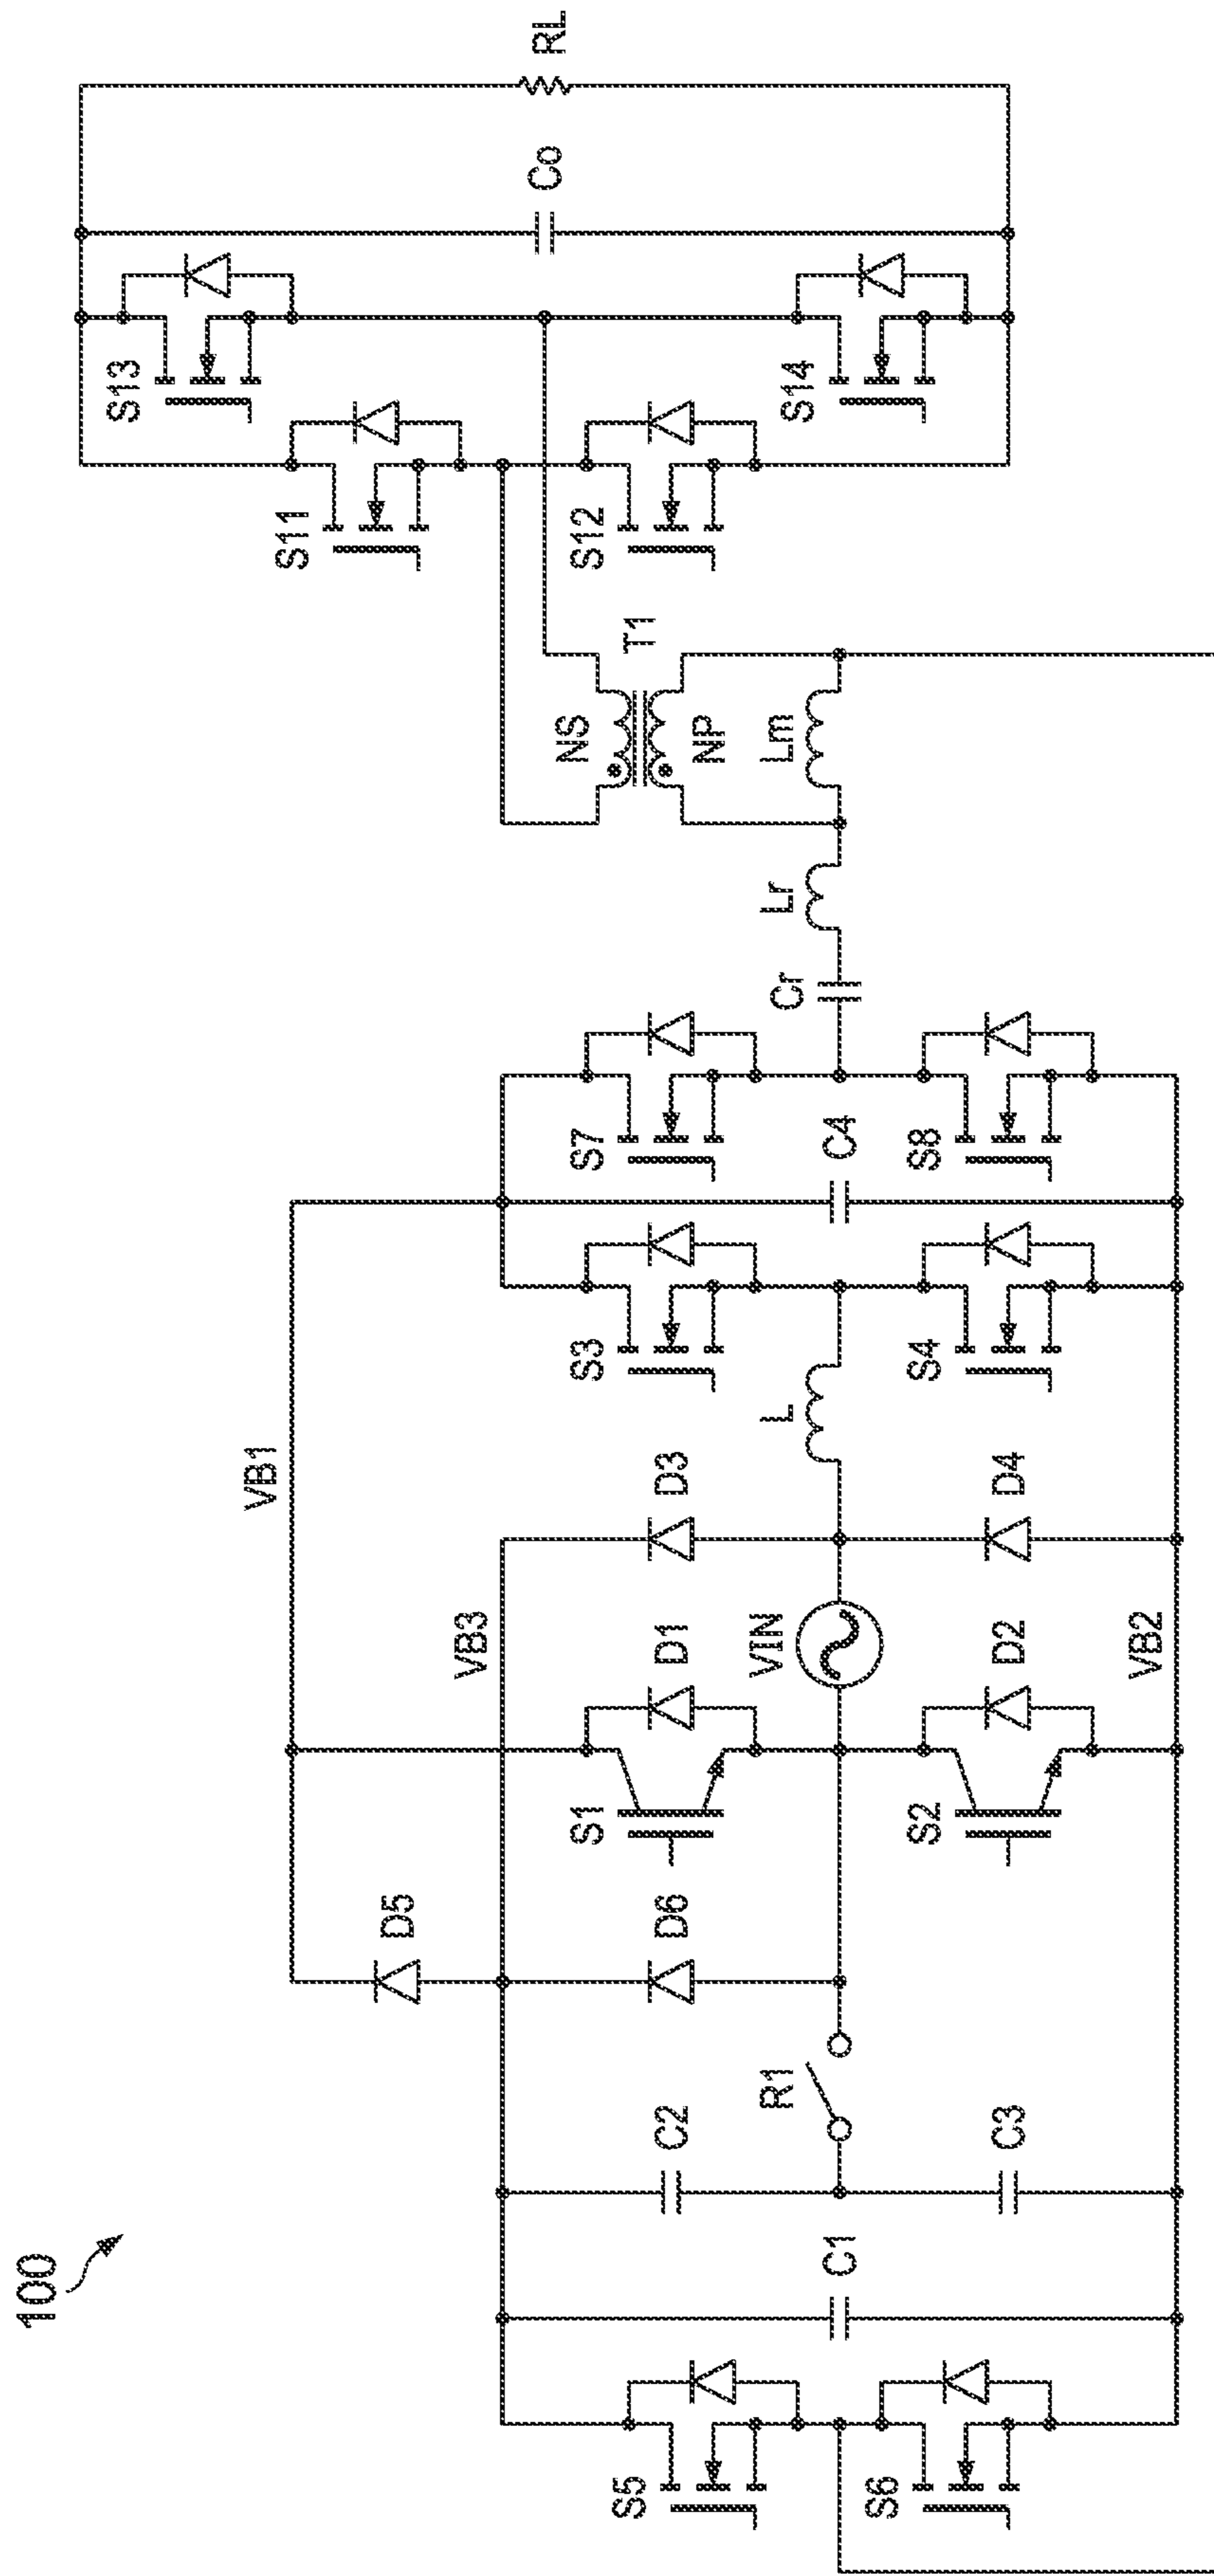 100
S5
S6
C1
C2
C3
R1
D5
D6
S1
S2
VB1
VB3
VB2
D1
D2
VIN
D3
D4
L
S3
S4
C4
S7
S8
Cr
Lr
Lm
NP
NS
T1
S11
S12
S13
S14
Co
RL